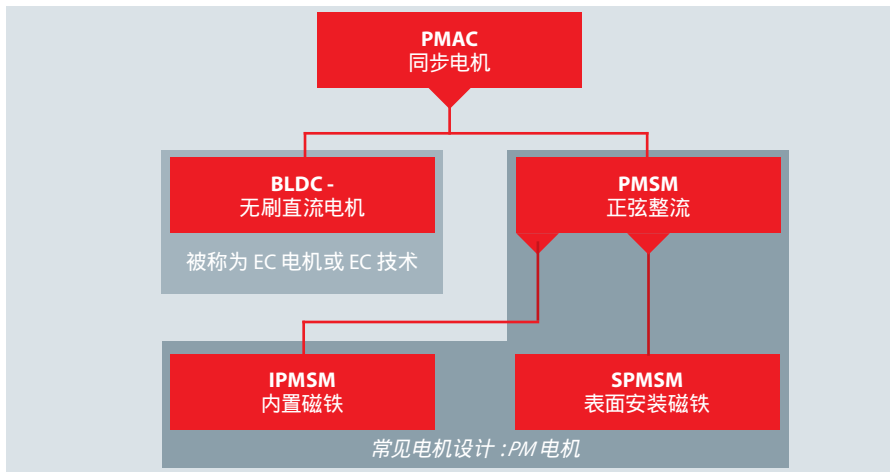 PMAC
同步电机
BLDC -
无刷直流电机
被称为 EC 电机或 EC 技术
PMSM
正弦整流
IPMSM
内置磁铁
SPMSM
表面安装磁铁
常见电机设计 :PM 电机